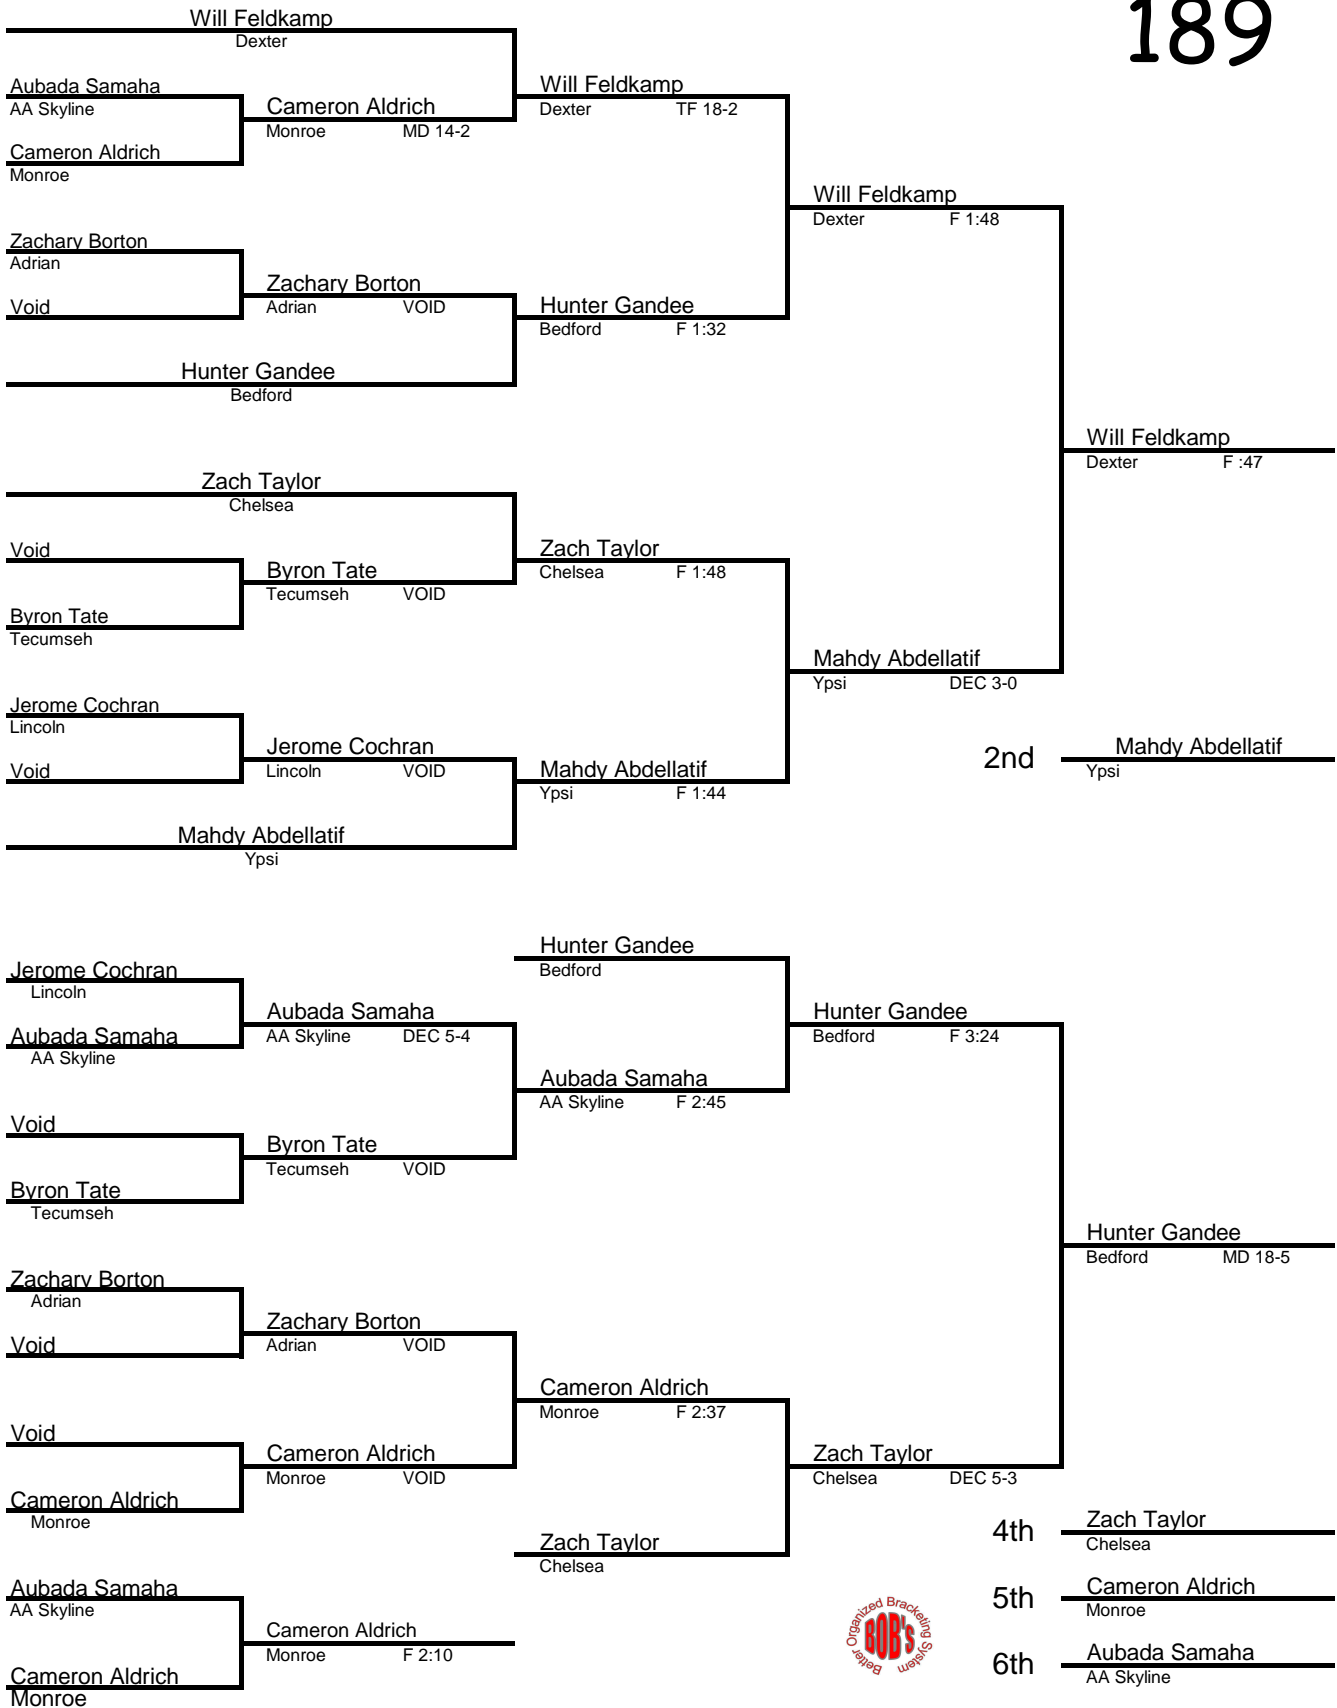 189
Will Feldkamp
Dexter
Aubada Samaha
AA Skyline
Cameron Aldrich
Monroe
Cameron Aldrich
Monroe MD 14-2
Will Feldkamp
Dexter TF 18-2
Zachary Borton
Adrian
Void
Zachary Borton
Adrian VOID
Hunter Gandee
Bedford
Hunter Gandee
Bedford F 1:32
Will Feldkamp
Dexter F 1:48
Zach Taylor
Chelsea
Void
Byron Tate
Tecumseh
Byron Tate
Tecumseh VOID
Zach Taylor
Chelsea F 1:48
Jerome Cochran
Lincoln
Void
Jerome Cochran
Lincoln VOID
Mahdy Abdellatif
Ypsi
Mahdy Abdellatif
Ypsi F 1:44
Mahdy Abdellatif
Ypsi DEC 3-0
Will Feldkamp
Dexter F :47
2nd Mahdy Abdellatif
Ypsi
Jerome Cochran
Lincoln
Aubada Samaha
AA Skyline
Aubada Samaha
AA Skyline DEC 5-4
Void
Byron Tate
Tecumseh
Byron Tate
Tecumseh VOID
Hunter Gandee
Bedford
Aubada Samaha
AA Skyline F 2:45
Hunter Gandee
Bedford F 3:24
Zachary Borton
Adrian
Void
Zachary Borton
Adrian VOID
Void
Cameron Aldrich
Monroe
Cameron Aldrich
Monroe VOID
Cameron Aldrich
Monroe F 2:37
Zach Taylor
Chelsea
Zach Taylor
Chelsea DEC 5-3
Hunter Gandee
Bedford MD 18-5
Aubada Samaha
AA Skyline
Cameron Aldrich
Monroe
Cameron Aldrich
Monroe F 2:10
Better Organized Bracketing System
BOB'S
4th Zach Taylor
Chelsea
5th Cameron Aldrich
Monroe
6th Aubada Samaha
AA Skyline